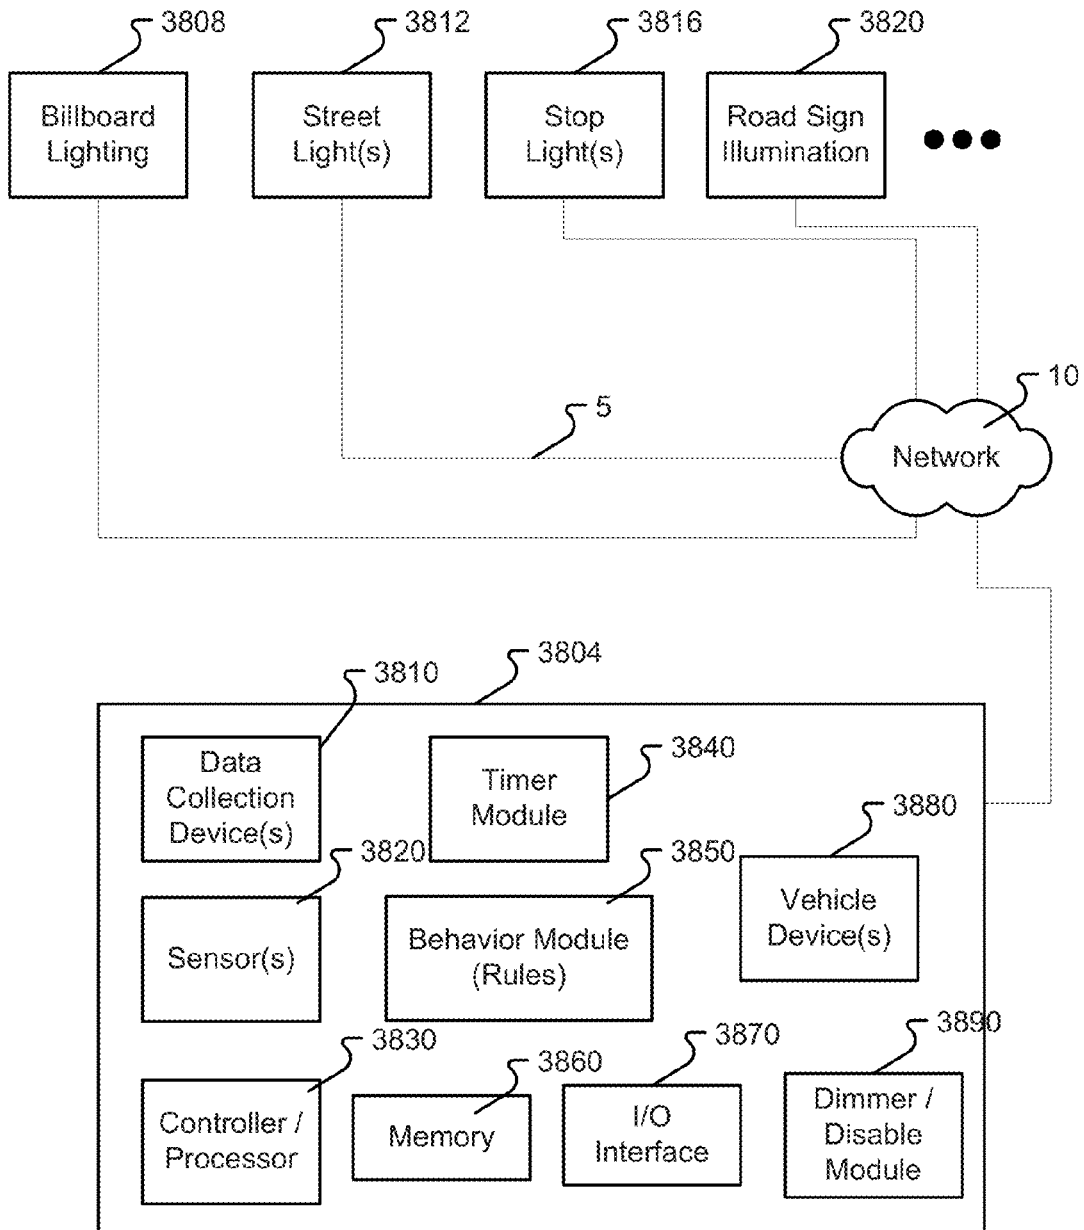 3808
3812
3816
3820
Billboard
Lighting
Street
Light(s)
Stop
Light(s)
Road Sign
Illumination
10
5
Network
3804
3810
Data
Collection
Device(s)
3840
Timer
Module
3880
Vehicle
Device(s)
3820
Sensor(s)
3850
Behavior Module
(Rules)
3830
Controller /
Processor
3860
Memory
3870
I/O
Interface
3890
Dimmer /
Disable
Module